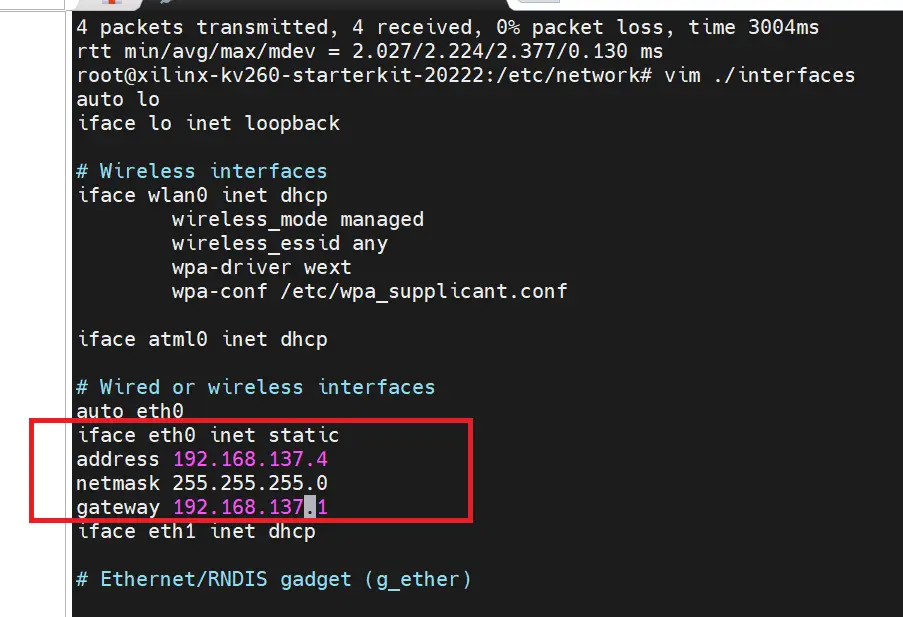 4 packets transmitted, 4 received, 0% packet loss, time 3004ms
rtt min/avg/max/mdev = 2.027/2.224/2.377/0.130 ms
root@xilinx-kv260-starterkit-20222:/etc/network# vim ./interfaces
auto lo
iface lo inet loopback
# Wireless interfaces
iface wlan0 inet dhcp
wireless_mode managed
wireless_essid any
wpa-driver wext
wpa-conf /etc/wpa_supplicant.conf
iface atml0 inet dhcp
# Wired or wireless interfaces
auto eth0
iface eth0 inet static
address 192.168.137.4
netmask 255.255.255.0
gateway 192.168.137.1
iface eth1 inet dhcp
# Ethernet/RNDIS gadget (g_ether)